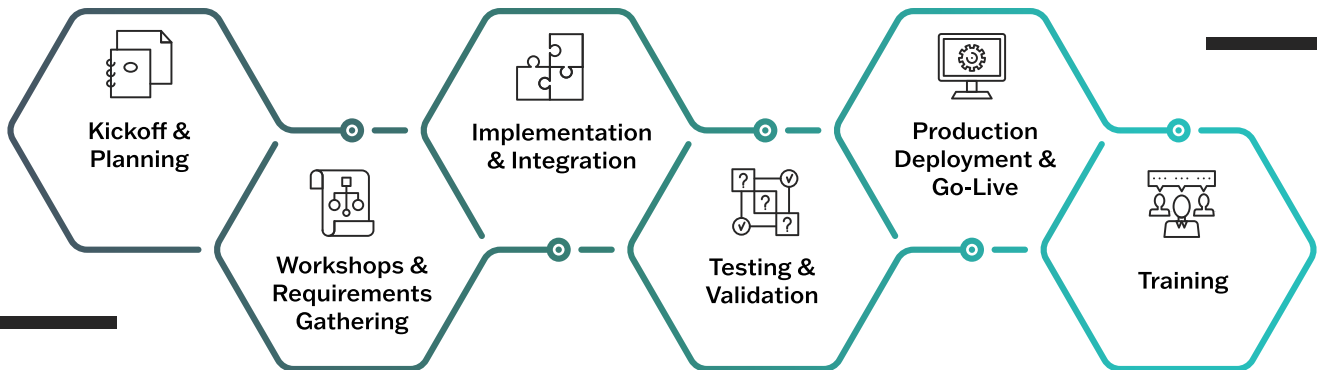 Kickoff &
Planning
Workshops &
Requirements
Gathering
Implementation
& Integration
Testing &
Validation
Production
Deployment &
Go-Live
Training